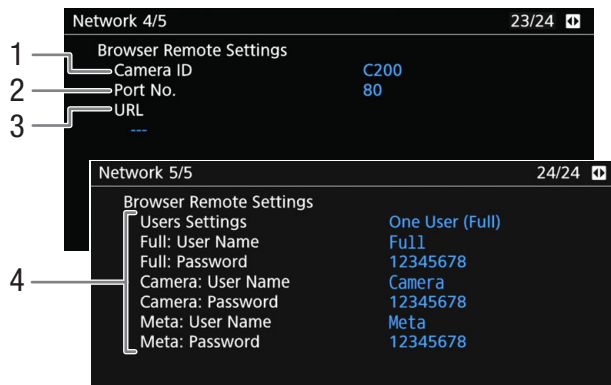 Network 4/5 23/24
Browser Remote Settings
1 Camera ID C200
2 Port No. 80
3 URL
---
Network 5/5 24/24
Browser Remote Settings
Users Settings One User (Full)
Full: User Name Full
Full: Password 12345678
4 Camera: User Name Camera
Camera: Password 12345678
Meta: User Name Meta
Meta: Password 12345678